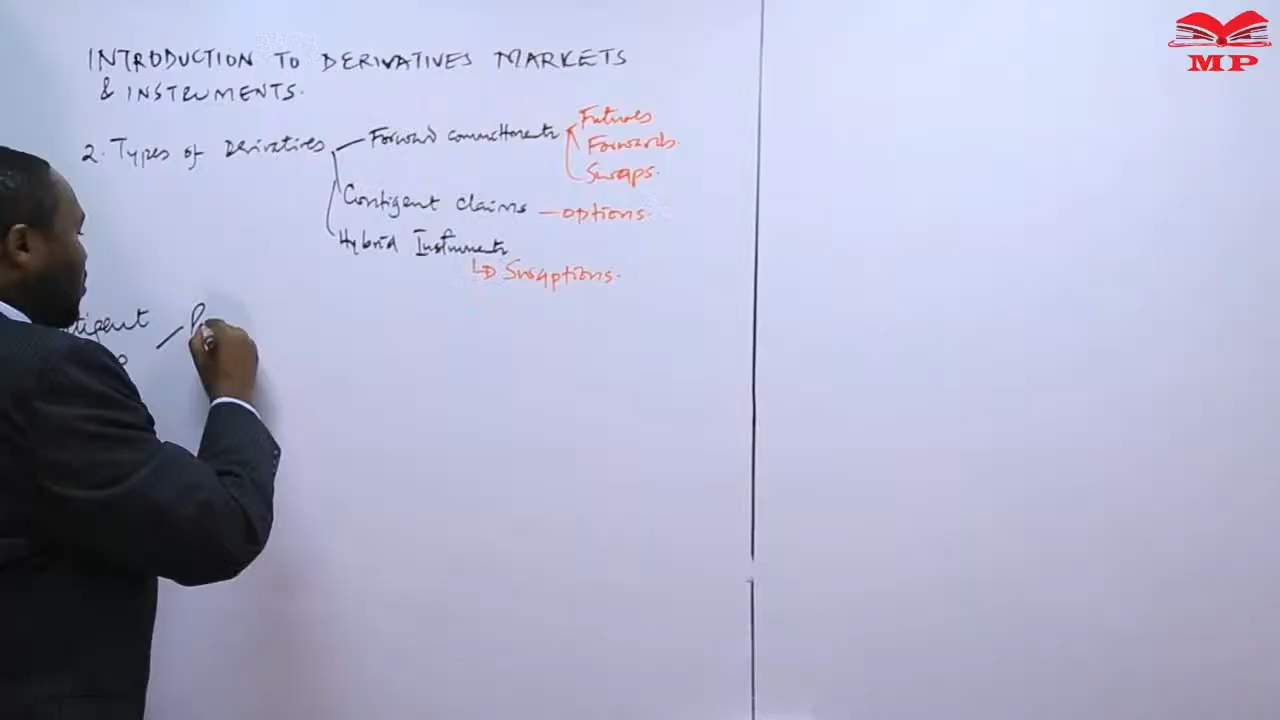 MP
INTRODUCTION TO DERIVATIVES MARKETS
& INSTRUMENTS.
2. Types of Derivatives
Forward commitments
Futures
Forwards.
Swaps.
Contigent claims - options.
Hybrid Instruments
Swaptions.